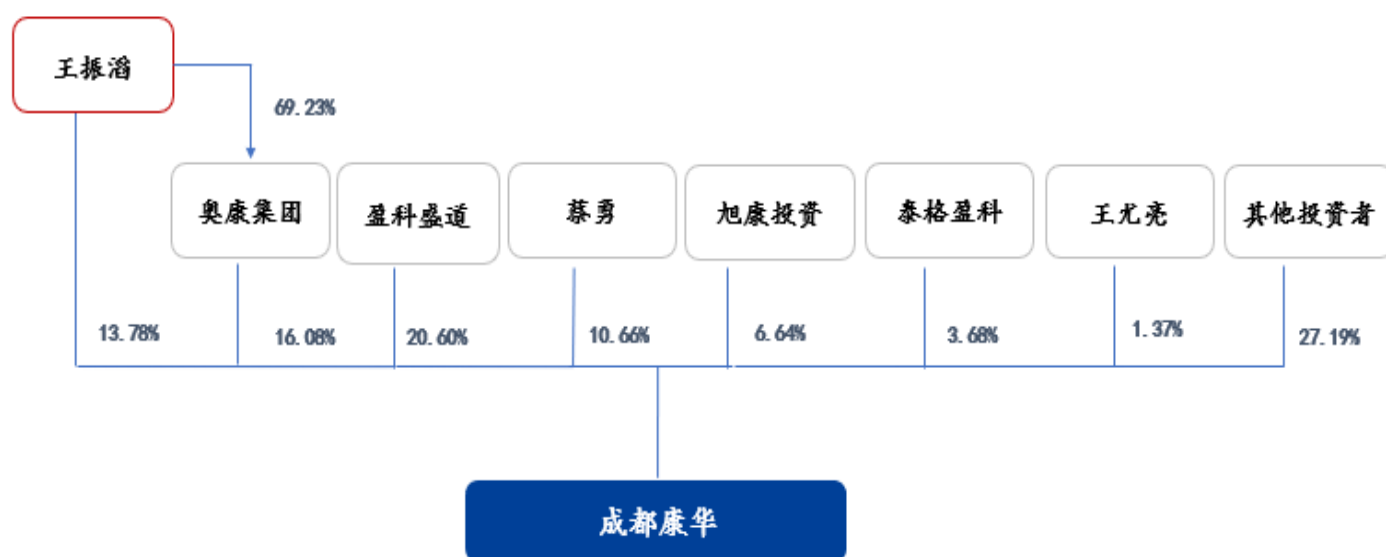 王振滔
69.23%
奥康集团
盈科盛道
蔡勇
旭康投资
泰格盈科
王尤亮
其他投资者
13.78%
16.08%
20.60%
10.66%
6.64%
3.68%
1.37%
27.19%
成都康华